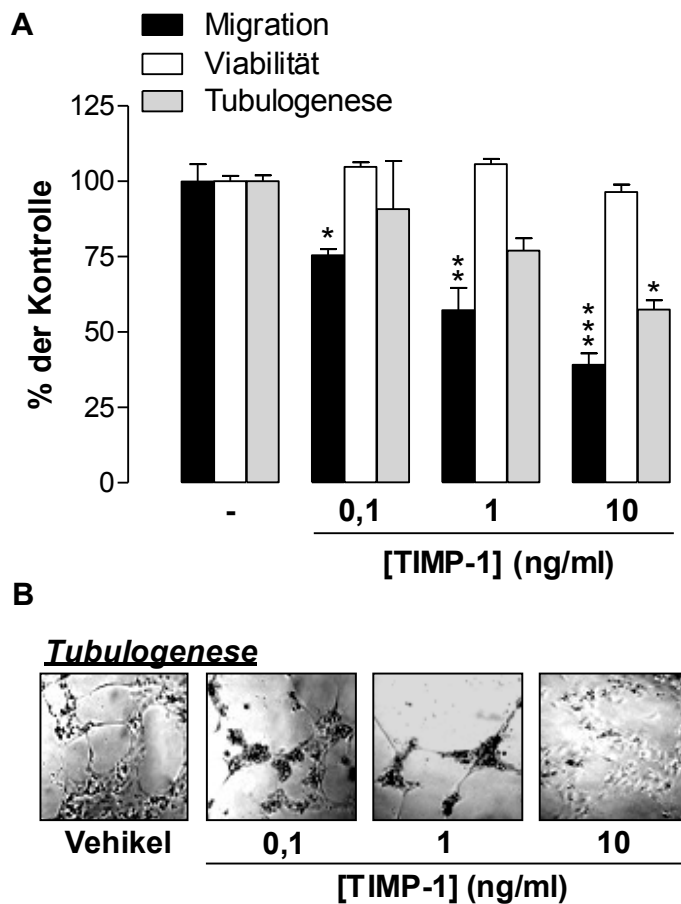 A
Migration
Viabilität
Tubulogenese
125
100
75
50
25
0
% der Kontrolle
*
**
***
*
-
0,1
1
10
[TIMP-1] (ng/ml)
B
Tubulogenese
Vehikel
0,1
1
10
[TIMP-1] (ng/ml)